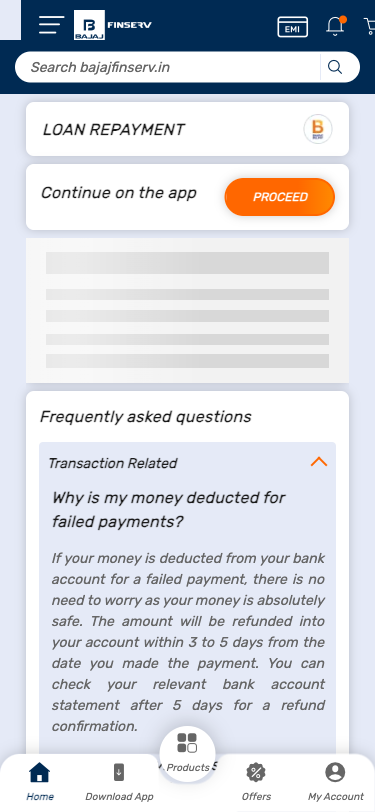 B
BAJAJ
FINSERV
EMI
Search bajajfinserv.in
LOAN REPAYMENT
Continue on the app
PROCEED
Frequently asked questions
Transaction Related
Why is my money deducted for
failed payments?
If your money is deducted from your bank
account for a failed payment, there is no
need to worry as your money is absolutely
safe. The amount will be refunded into
your account within 3 to 5 days from the
date you made the payment. You can
check your relevant bank account
statement after 5 days for a refund
confirmation.
Home
Download App
Products
Offers
My Account